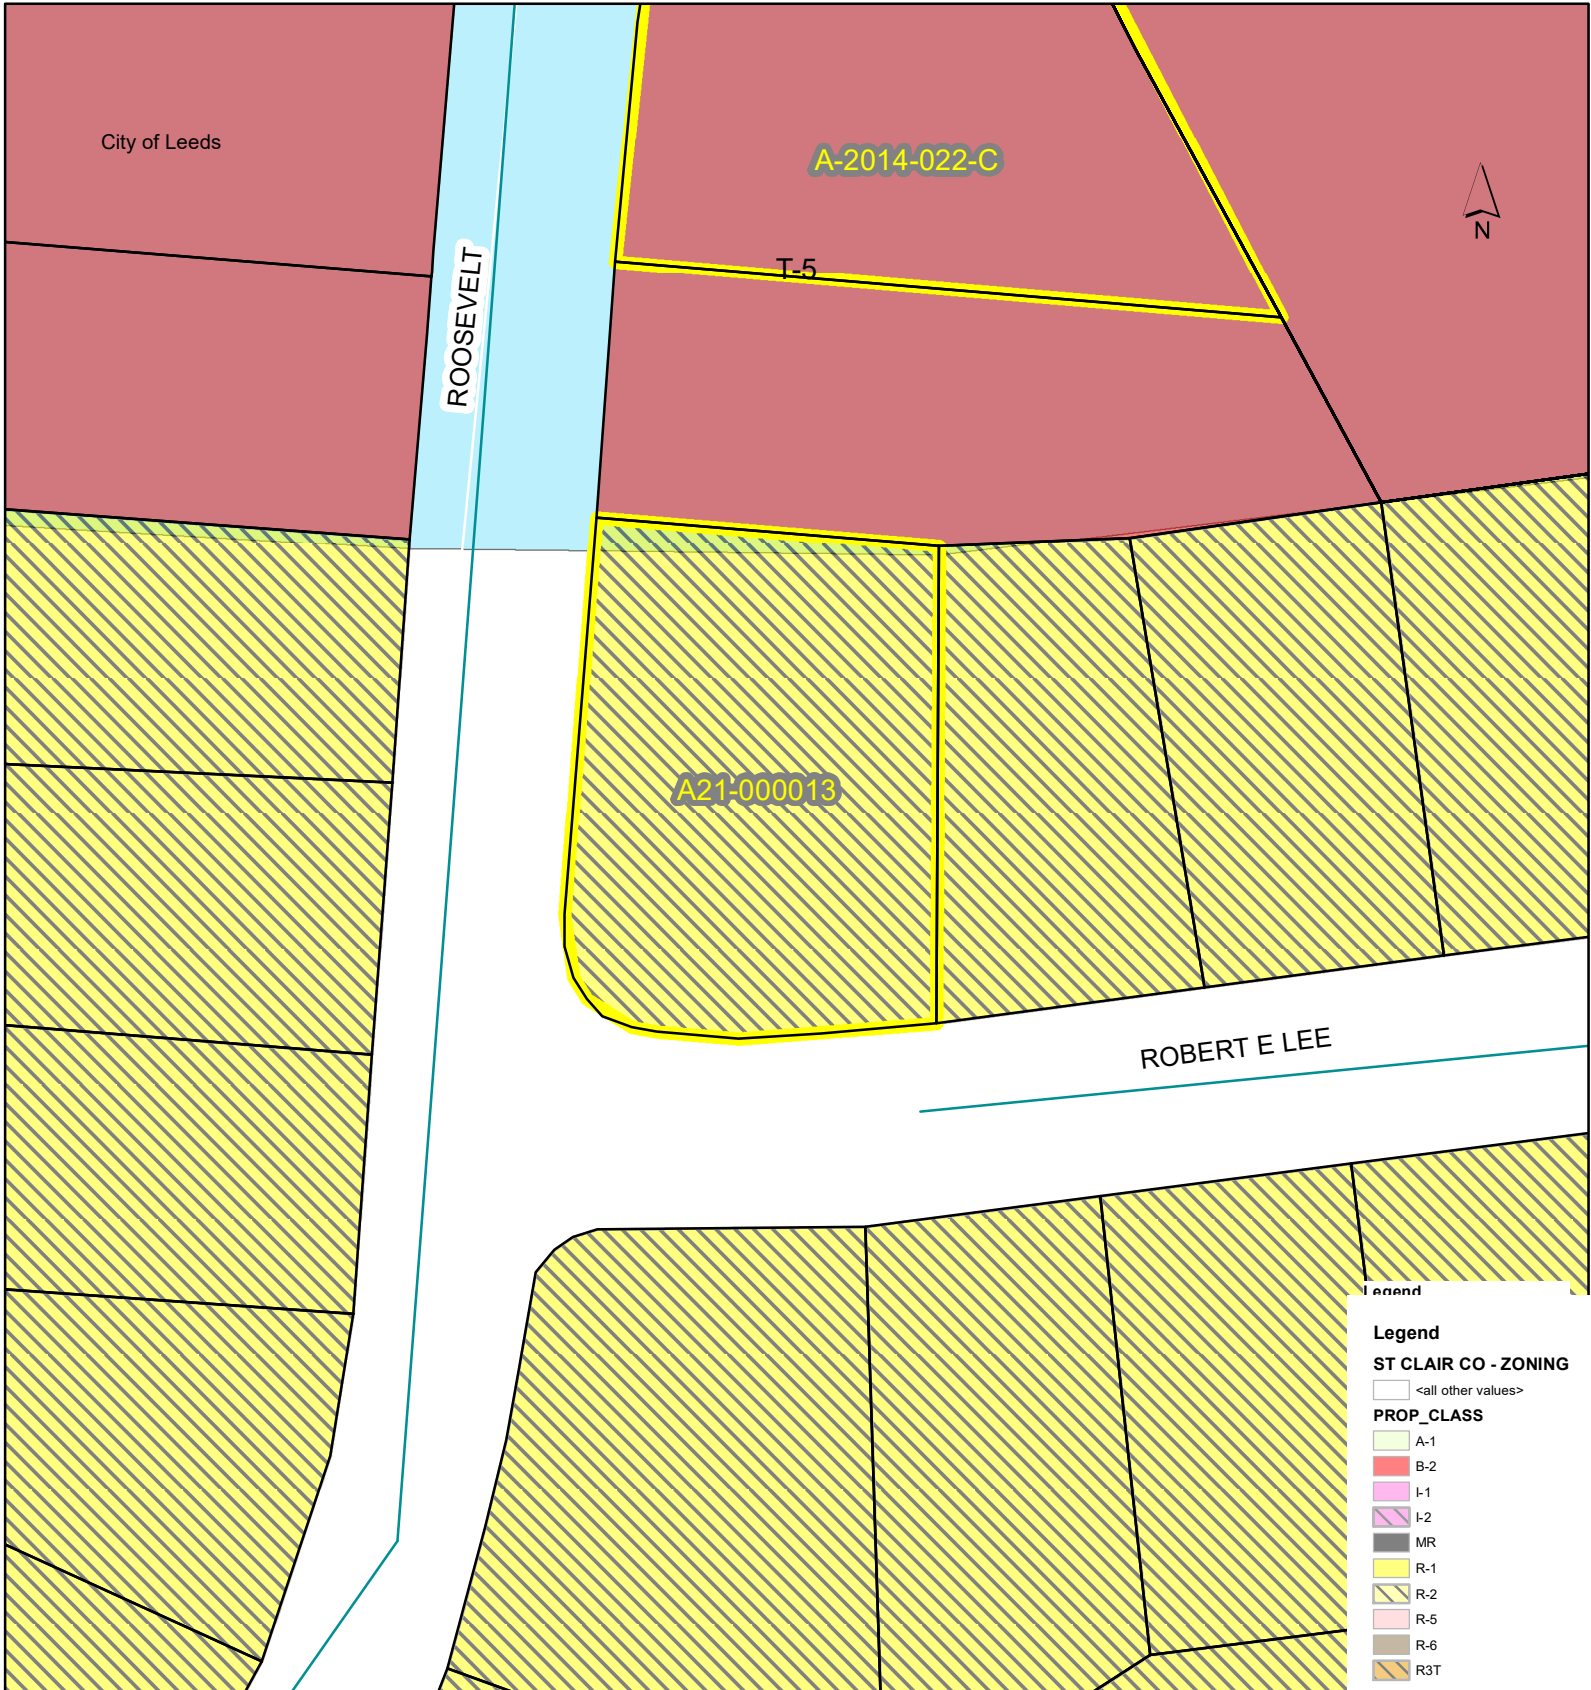 City of Leeds
A-2014-022-C
N
ROOSEVELT
T-5
A21-000013
ROBERT E LEE
Legend
Legend
ST CLAIR CO - ZONING
<all other values>
PROP_CLASS
A-1
B-2
I-1
I-2
MR
R-1
R-2
R-5
R-6
R3T